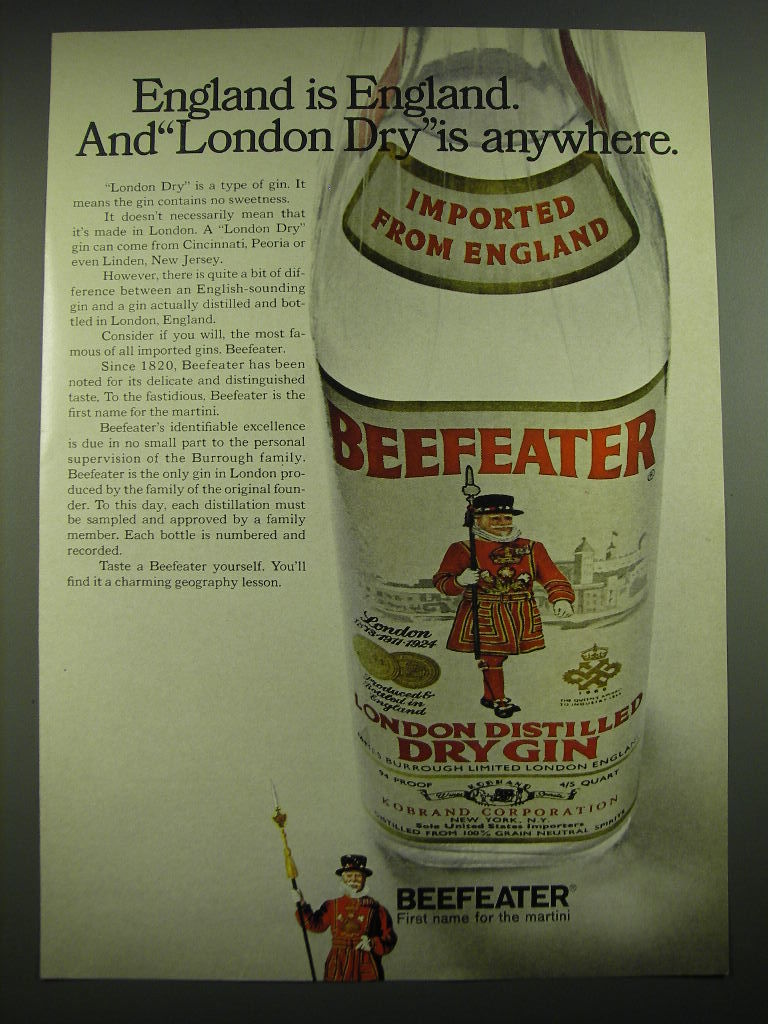 England is England.
And "London Dry" is anywhere.
"London Dry" is a type of gin. It
means the gin contains no sweetness.
It doesn't necessarily mean that
it's made in London. A "London Dry"
gin can come from Cincinnati, Peoria or
even Linden, New Jersey.
However, there is quite a bit of dif-
ference between an English-sounding
gin and a gin actually distilled and bot-
tled in London, England.
Consider if you will, the most fa-
mous of all imported gins. Beefeater.
Since 1820, Beefeater has been
noted for its delicate and distinguished
taste. To the fastidious, Beefeater is the
first name for the martini.
Beefeater's identifiable excellence
is due in no small part to the personal
supervision of the Burrough family.
Beefeater is the only gin in London pro-
duced by the family of the original foun-
der. To this day, each distillation must
be sampled and approved by a family
member. Each bottle is numbered and
recorded.
Taste a Beefeater yourself. You'll
find it a charming geography lesson.
IMPORTED
FROM ENGLAND
BEEFEATER®
London
1873·1911·1924
Produced &
Bottled in
England
LONDON DISTILLED
DRY GIN
BURROUGH LIMITED LONDON ENGLAND
94 PROOF
KOBRAND
4/5 QUART
KOBRAND CORPORATION
NEW YORK, N.Y.
Sole United States Importers
DISTILLED FROM 100% GRAIN NEUTRAL SPIRITS
BEEFEATER®
First name for the martini